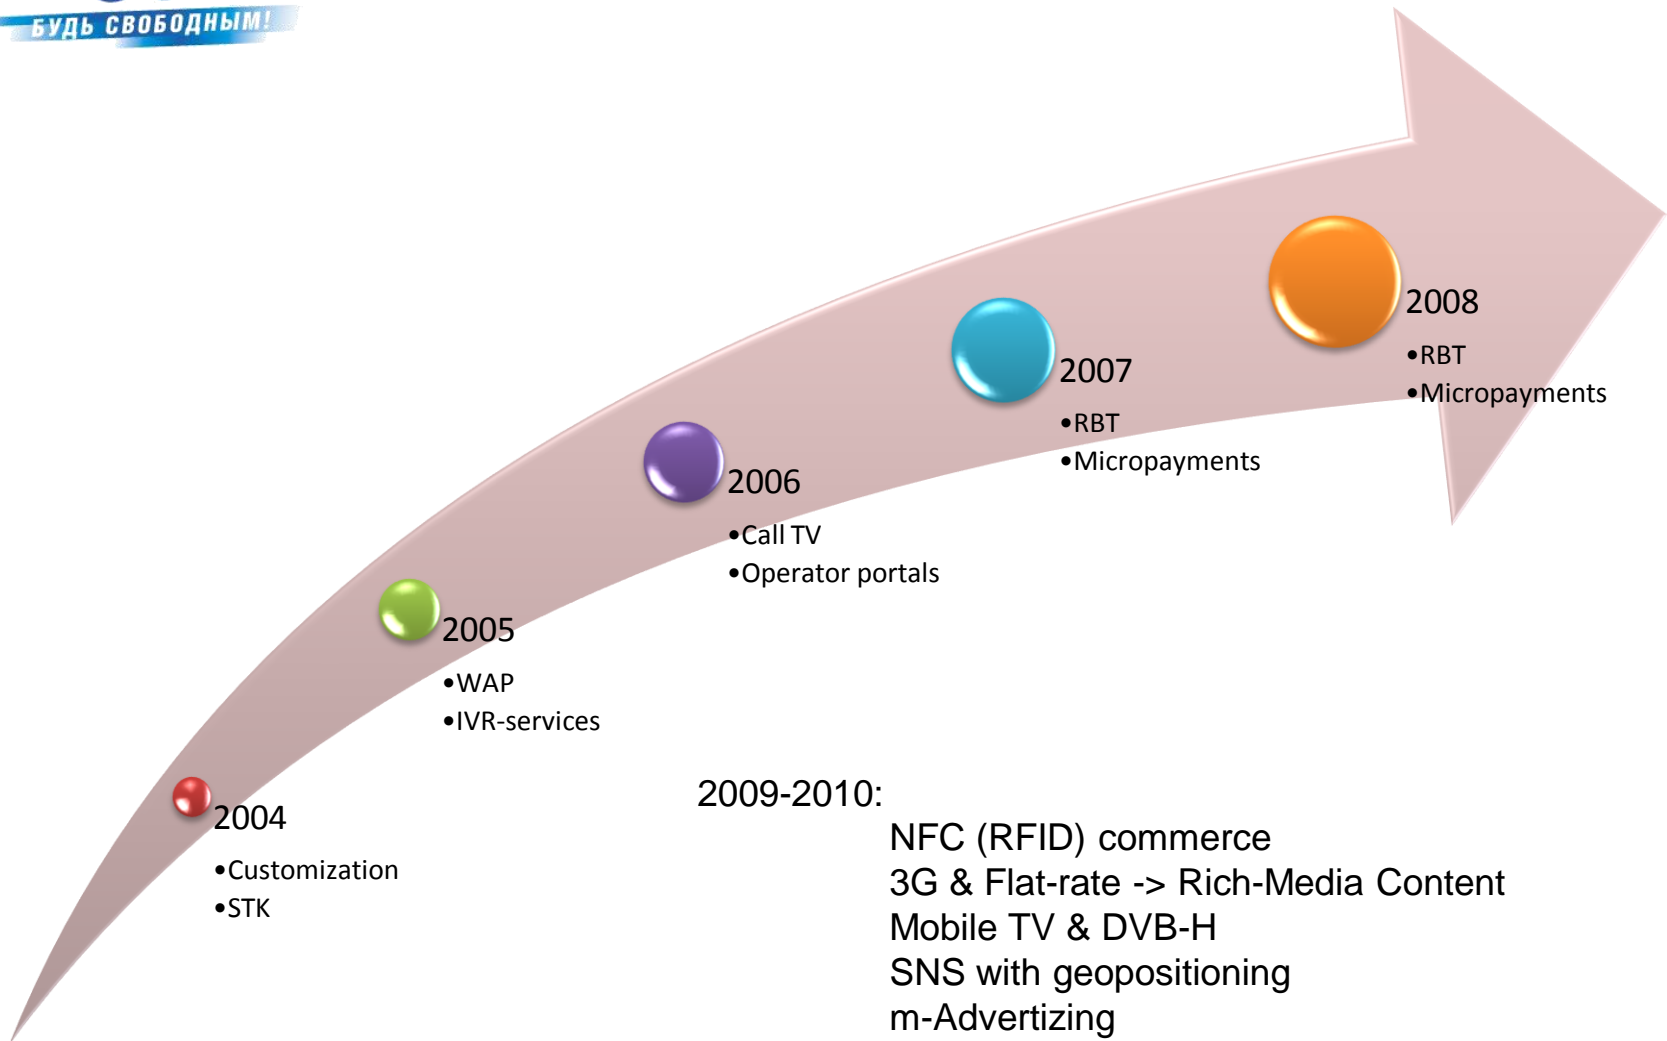 БУДЬ СВОБОДНЫМ!
2008
•RBT
•Micropayments
2007
•RBT
•Micropayments
2006
•Call TV
•Operator portals
2005
•WAP
•IVR-services
2004
•Customization
•STK
2009-2010:
NFC (RFID) commerce
3G & Flat-rate -> Rich-Media Content
Mobile TV & DVB-H
SNS with geopositioning
m-Advertizing